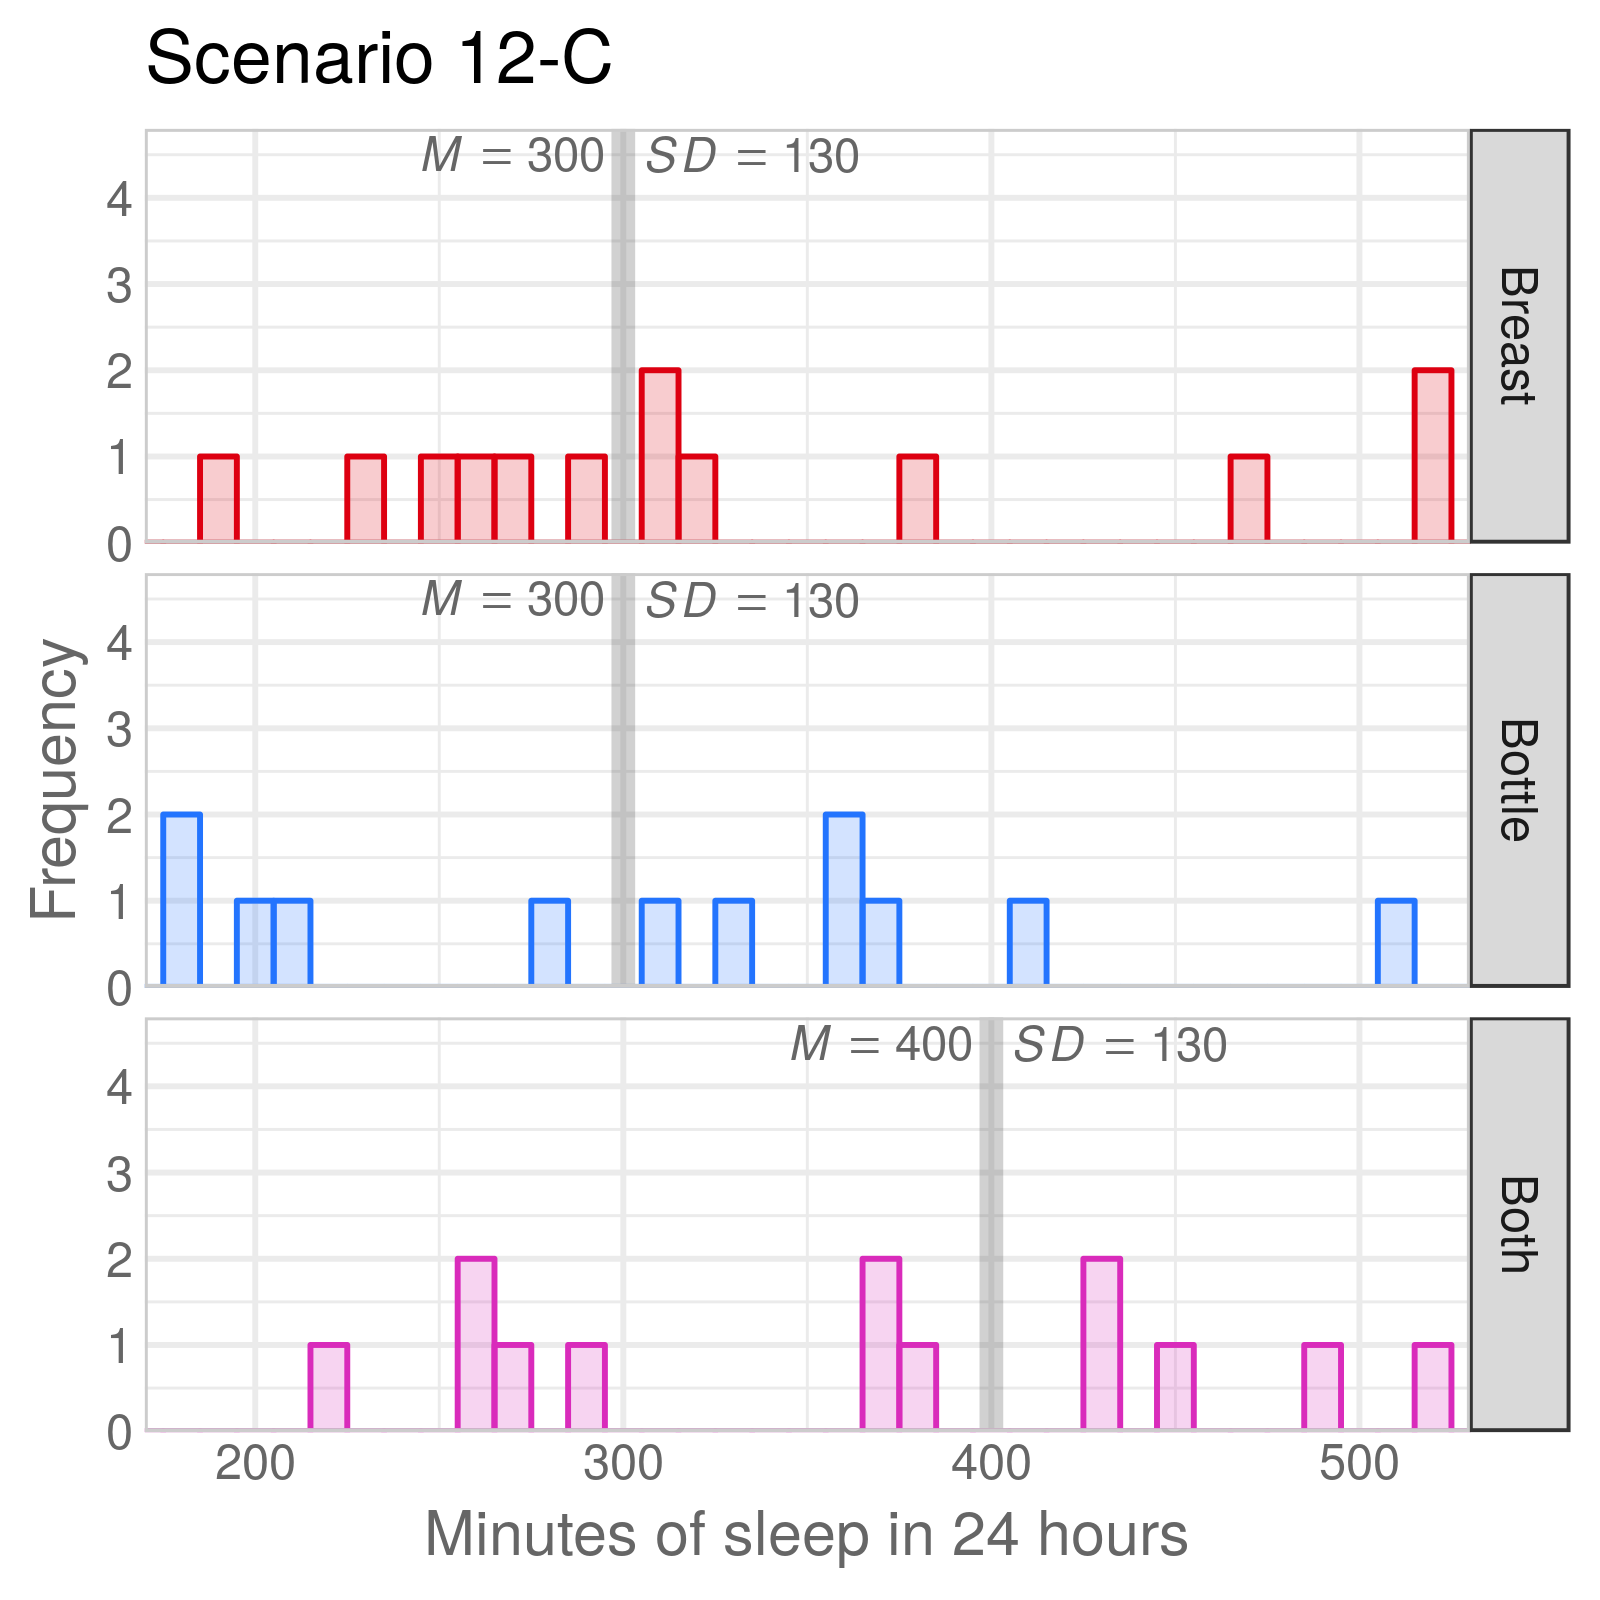 Scenario 12-C
M = 300 SD = 130
4
3
2
1
0
Breast
M = 300 SD = 130
4
3
2
1
0
Bottle
M = 400 SD = 130
4
3
2
1
0
Both
Frequency
200 300 400 500
Minutes of sleep in 24 hours